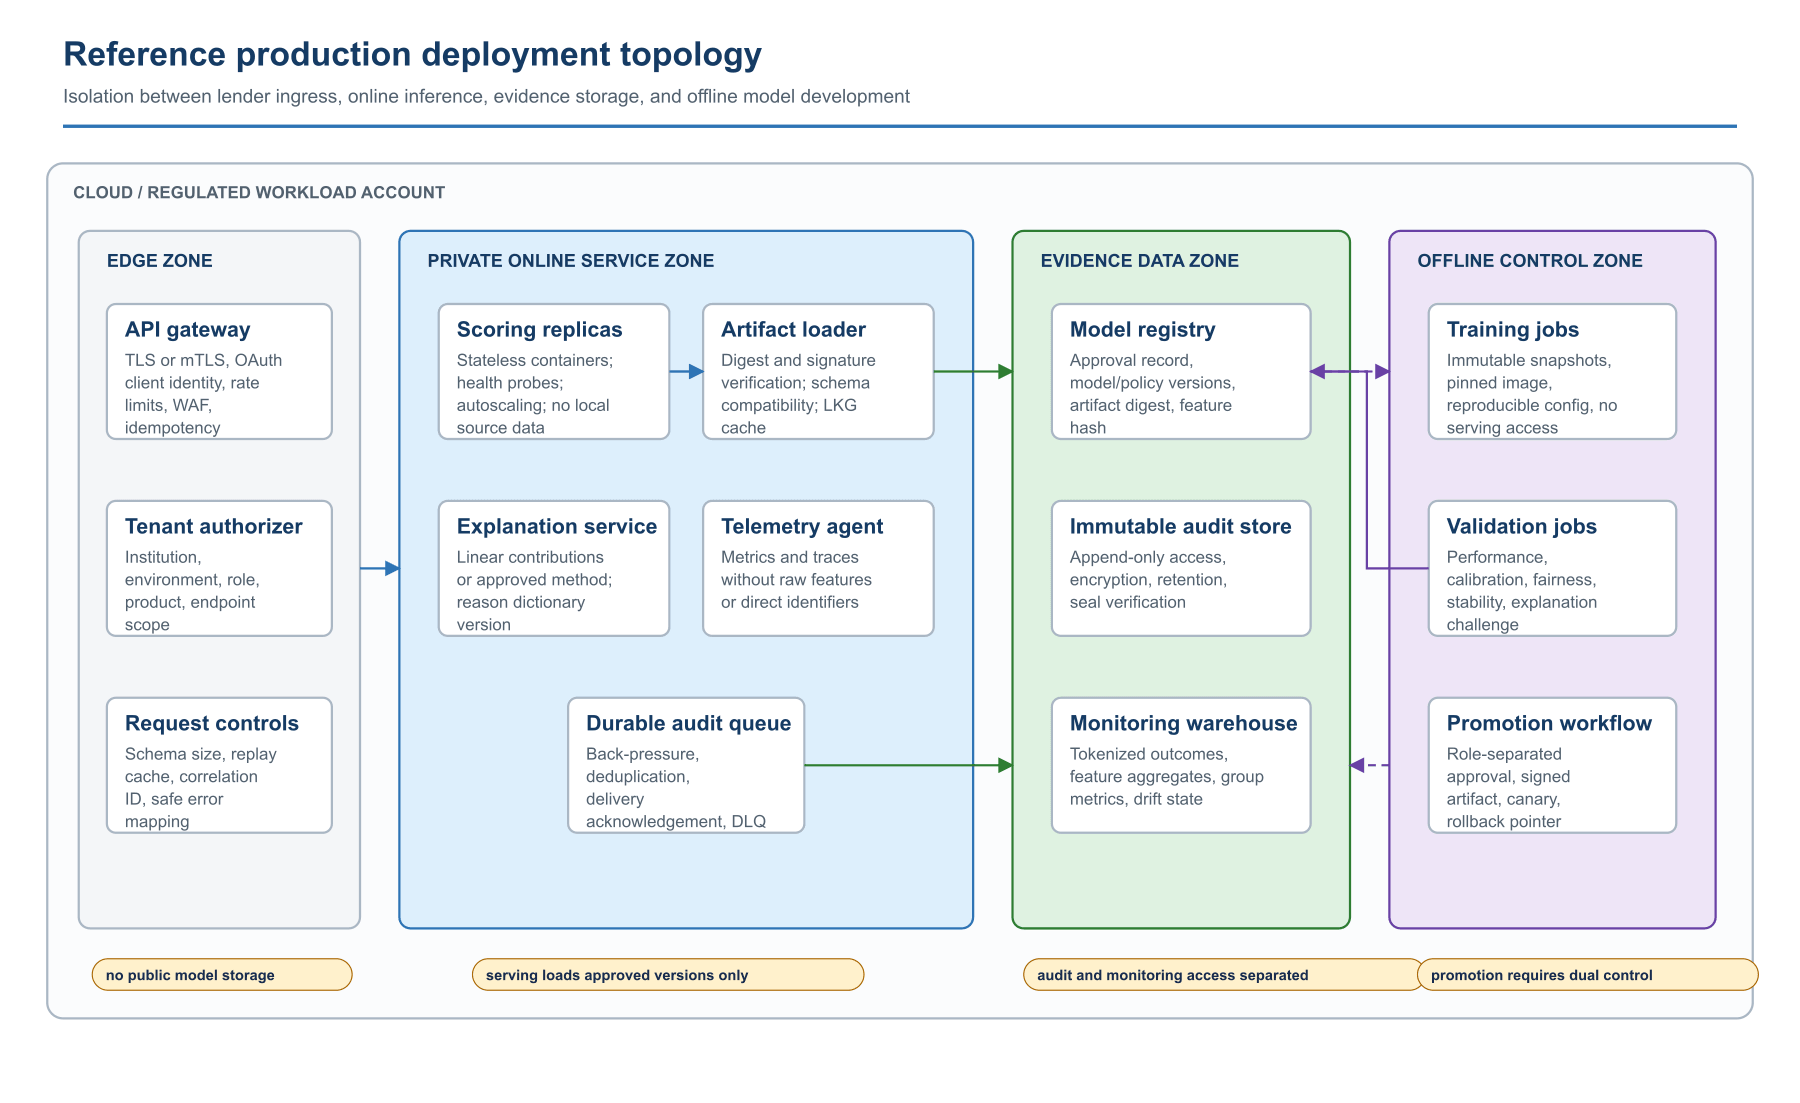 Reference production deployment topology
Isolation between lender ingress, online inference, evidence storage, and offline model development
CLOUD / REGULATED WORKLOAD ACCOUNT
EDGE ZONE
API gateway
TLS or mTLS, OAuth
client identity, rate
limits, WAF,
idempotency
Tenant authorizer
Institution,
environment, role,
product, endpoint
scope
Request controls
Schema size, replay
cache, correlation
ID, safe error
mapping
PRIVATE ONLINE SERVICE ZONE
Scoring replicas
Stateless containers;
health probes;
autoscaling; no local
source data
Artifact loader
Digest and signature
verification; schema
compatibility; LKG
cache
Explanation service
Linear contributions
or approved method;
reason dictionary
version
Telemetry agent
Metrics and traces
without raw features
or direct identifiers
Durable audit queue
Back-pressure,
deduplication,
delivery
acknowledgement, DLQ
EVIDENCE DATA ZONE
Model registry
Approval record,
model/policy versions,
artifact digest, feature
hash
Immutable audit store
Append-only access,
encryption, retention,
seal verification
Monitoring warehouse
Tokenized outcomes,
feature aggregates, group
metrics, drift state
OFFLINE CONTROL ZONE
Training jobs
Immutable snapshots,
pinned image,
reproducible config, no
serving access
Validation jobs
Performance,
calibration, fairness,
stability, explanation
challenge
Promotion workflow
Role-separated
approval, signed
artifact, canary,
rollback pointer
no public model storage
serving loads approved versions only
audit and monitoring access separated
promotion requires dual control